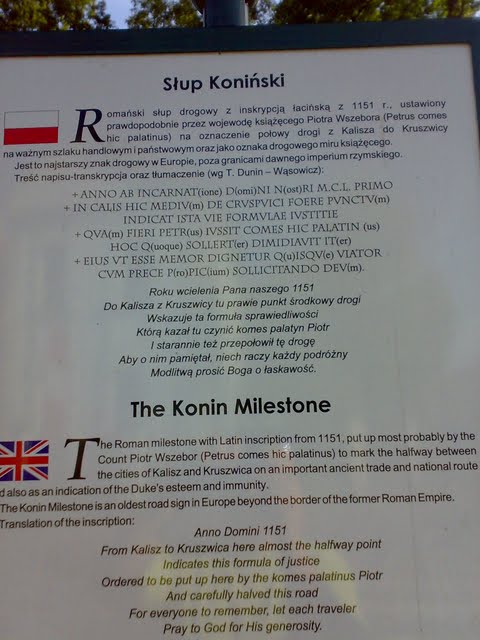 Słup Koniński
Romański słup drogowy z inskrypcją łacińską z 1151 r., ustawiony
prawdopodobnie przez wojewodę książęcego Piotra Wszebora (Petrus comes
hic palatinus) na oznaczenie połowy drogi z Kalisza do Kruszwicy
na ważnym szlaku handlowym i państwowym oraz jako oznaka drogowego miru książęcego.
Jest to najstarszy znak drogowy w Europie, poza granicami dawnego imperium rzymskiego.
Treść napisu-transkrypcja oraz tłumaczenie (wg T. Dunin – Wąsowicz):
+ ANNO AB INCARNAT(ione) D(omi)NI N(ost)RI M.C.L. PRIMO
+ IN CALIS HIC MEDIV(m) DE CRVSPVICI FOERE PVNCTV(m)
INDICAT ISTA VIE FORMVLAE IVSTITIE
+ QVA(m) FIERI PETR(us) IVSSIT COMES HIC PALATIN (us)
HOC Q(uoque) SOLLERT(er) DIMIDIAVIT IT(er)
+ EIUS VT ESSE MEMOR DIGNETUR Q(u)ISQV(e) VIATOR
CVM PRECE P(ro)PIC(ium) SOLLICITANDO DEV(m).
Roku wcielenia Pana naszego 1151
Do Kalisza z Kruszwicy tu prawie punkt środkowy drogi
Wskazuje ta formuła sprawiedliwości
Którą kazał tu czynić komes palatyn Piotr
I starannie też przepołowił tę drogę
Aby o nim pamiętał, niech raczy każdy podróżny
Modlitwą prosić Boga o łaskawość.
The Konin Milestone
The Roman milestone with Latin inscription from 1151, put up most probably by the
Count Piotr Wszebor (Petrus comes hic palatinus) to mark the halfway between
the cities of Kalisz and Kruszwica on an important ancient trade and national route
d also as an indication of the Duke's esteem and immunity.
The Konin Milestone is an oldest road sign in Europe beyond the border of the former Roman Empire.
Translation of the inscription:
Anno Domini 1151
From Kalisz to Kruszwica here almost the halfway point
Indicates this formula of justice
Ordered to be put up here by the komes palatinus Piotr
And carefully halved this road
For everyone to remember, let each traveler
Pray to God for His generosity.